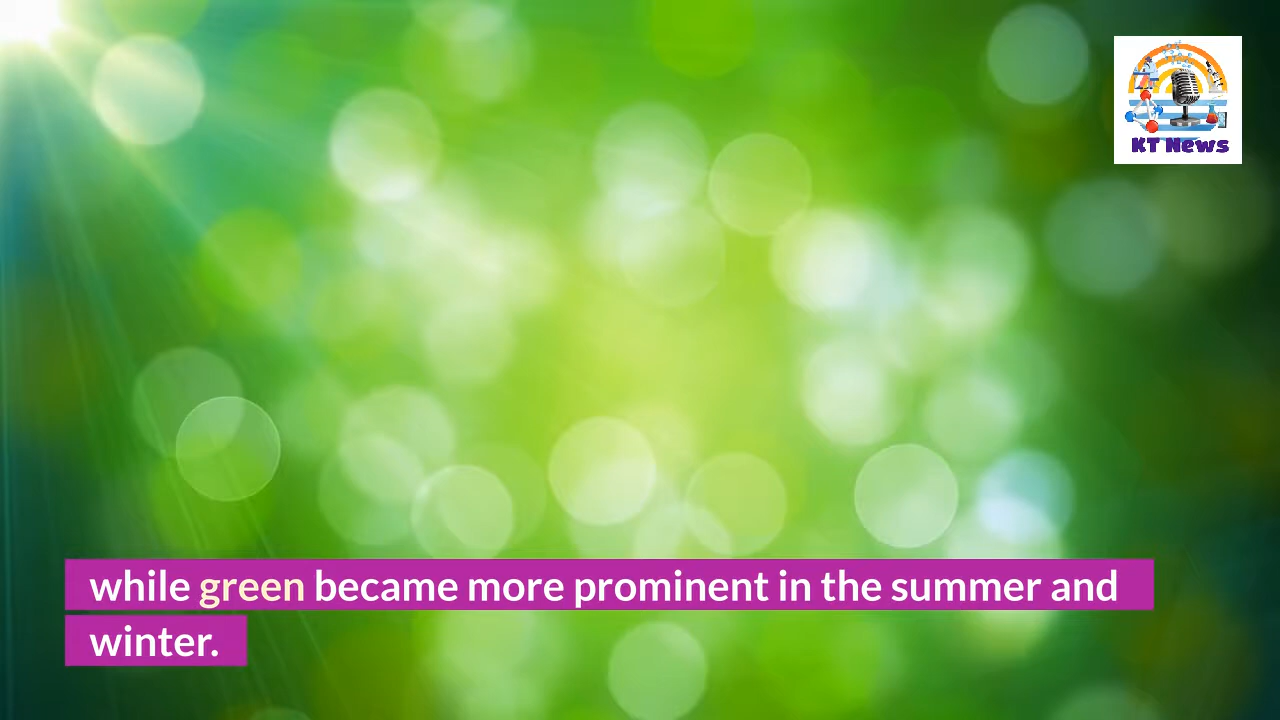 KT News
while green became more prominent in the summer and
winter.